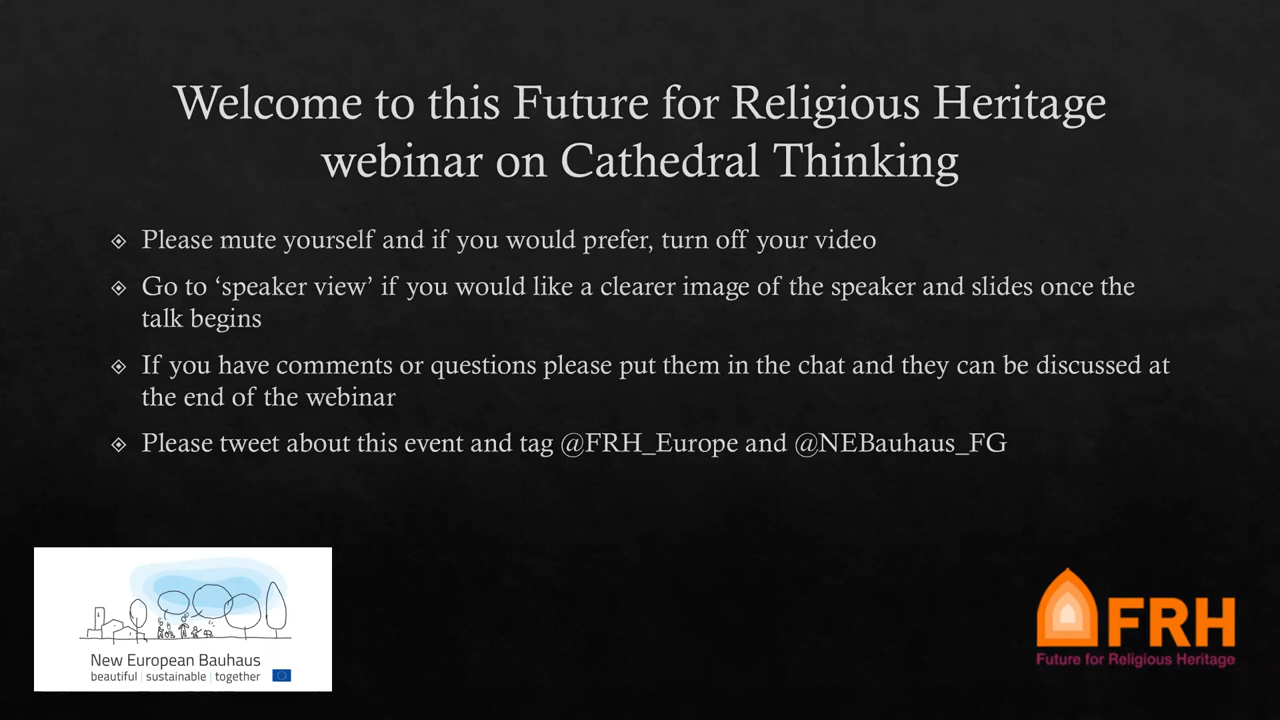 Welcome to this Future for Religious Heritage
webinar on Cathedral Thinking
Please mute yourself and if you would prefer, turn off your video
Go to ‘speaker view’ if you would like a clearer image of the speaker and slides once the
talk begins
If you have comments or questions please put them in the chat and they can be discussed at
the end of the webinar
Please tweet about this event and tag @FRH_Europe and @NEBauhaus_FG
New European Bauhaus
beautiful | sustainable | together
FRH
Future for Religious Heritage